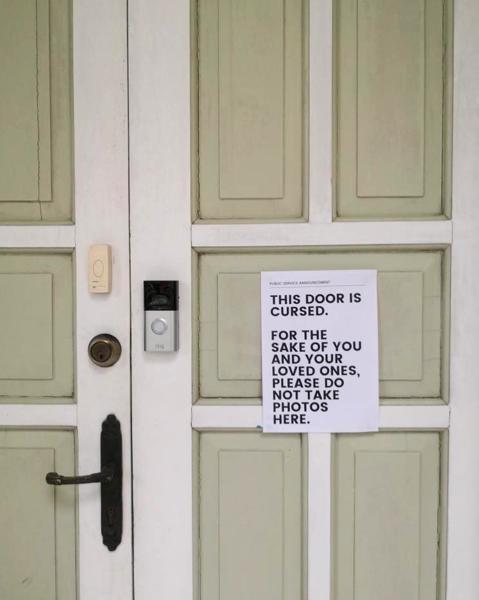 PUBLIC SERVICE ANNOUNCEMENT
THIS DOOR IS
CURSED.
FOR THE
SAKE OF YOU
AND YOUR
LOVED ONES,
PLEASE DO
NOT TAKE
PHOTOS
HERE.
ring